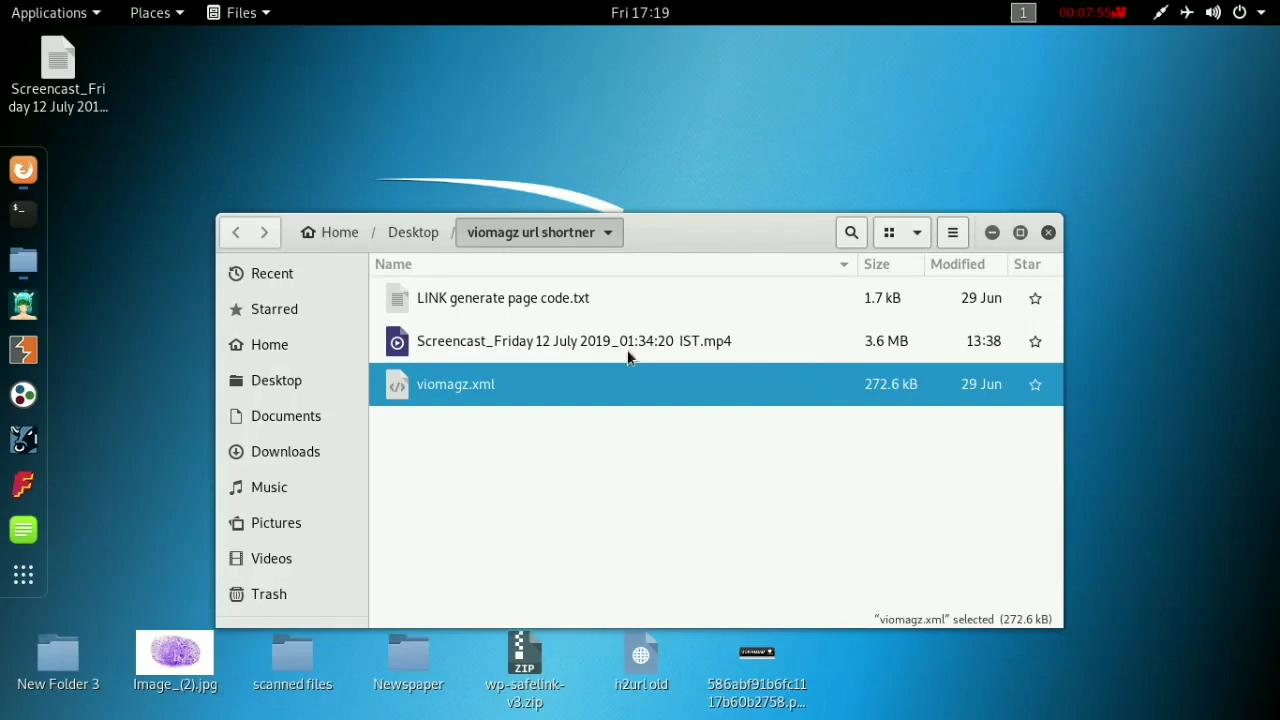 Applications
Places
Files
Fri 17:19
1
00:07:55
Screencast_Fri
day 12 July 201...
Home / Desktop / viomagz url shortner
Recent
Starred
Home
Desktop
Documents
Downloads
Music
Pictures
Videos
Trash
Name Size Modified Star
LINK generate page code.txt 1.7 kB 29 Jun
Screencast_Friday 12 July 2019_01:34:20 IST.mp4 3.6 MB 13:38
viomagz.xml 272.6 kB 29 Jun
"viomagz.xml" selected (272.6 kB)
New Folder 3
Image_(2).jpg
scanned files
Newspaper
ZIP
wp-safelink-
v3.zip
h2url old
586abf91b6fc11
17b60b2758.p...